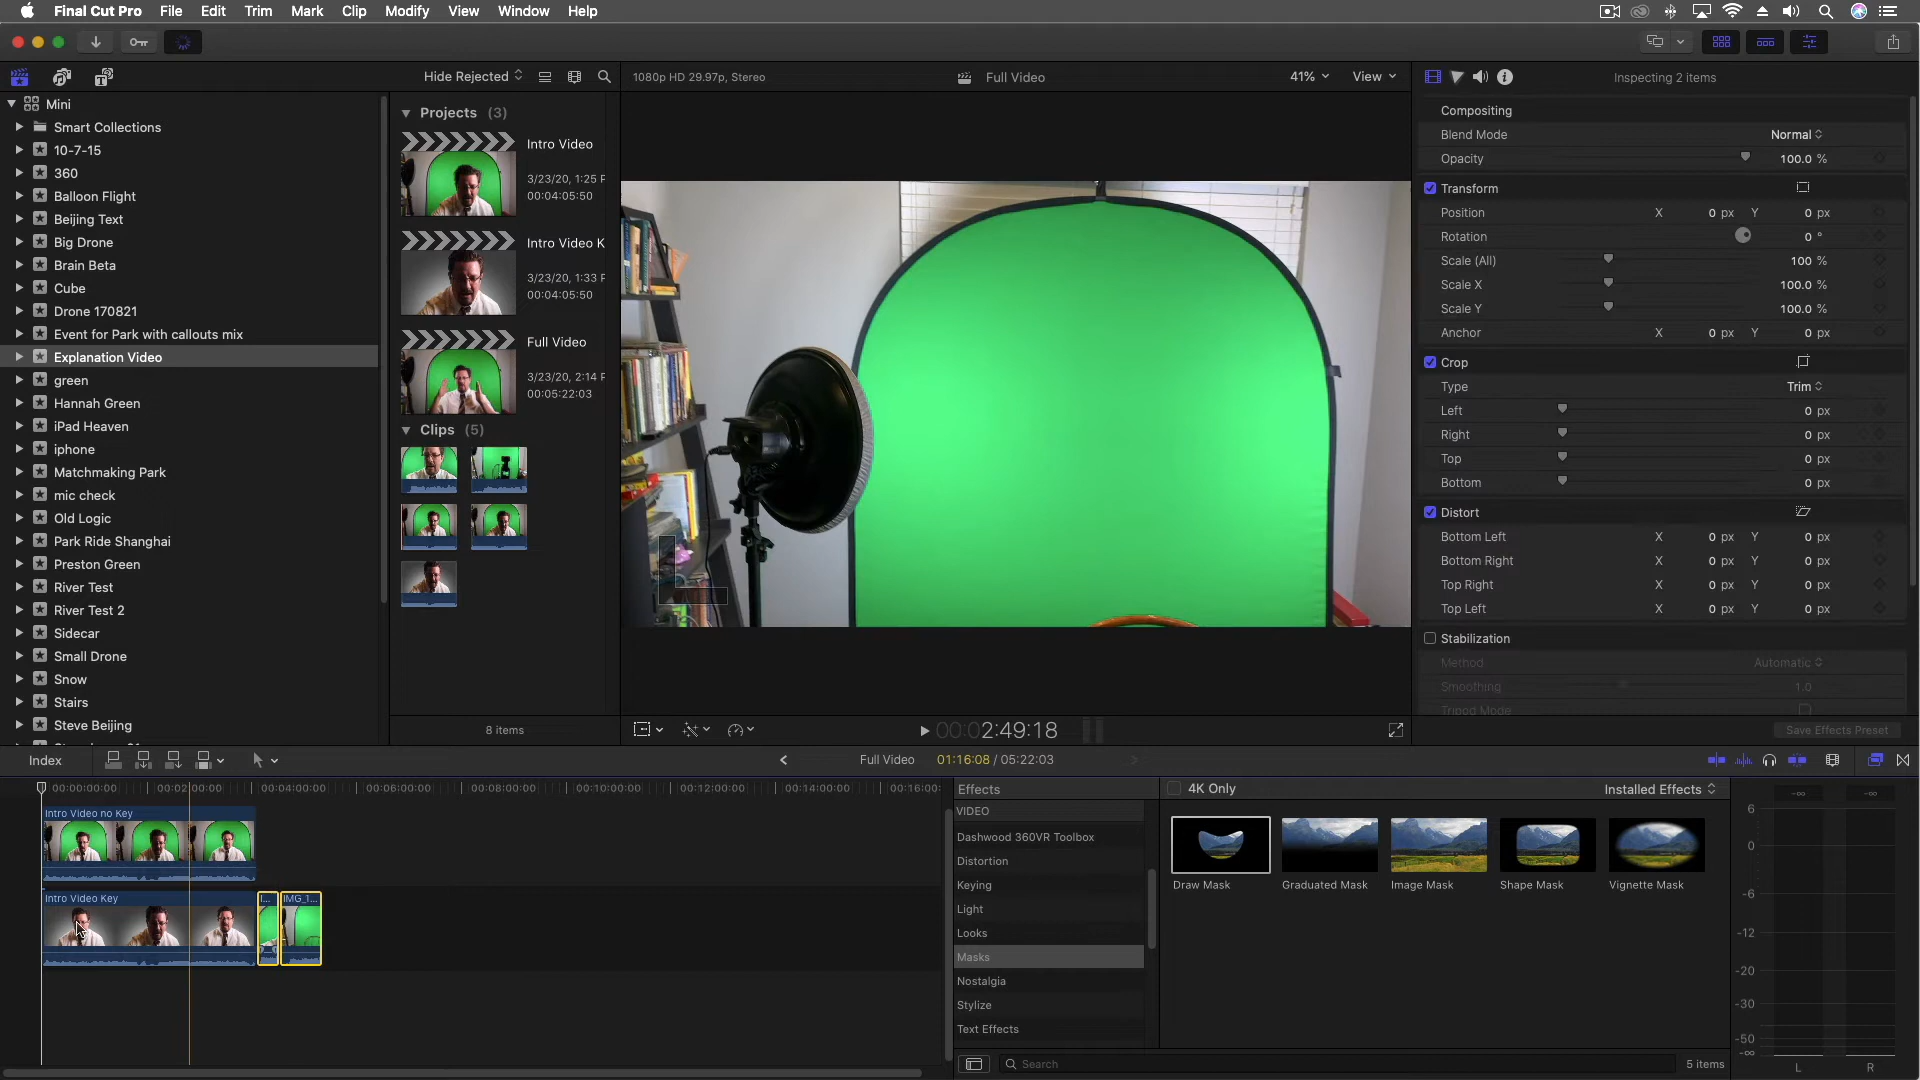 Final Cut Pro File Edit Trim Mark Clip Modify View Window Help
Hide Rejected
1080p HD 29.97p, Stereo
Full Video
41%
View
Inspecting 2 items
Mini
Smart Collections
10-7-15
360
Balloon Flight
Beijing Text
Big Drone
Brain Beta
Cube
Drone 170821
Event for Park with callouts mix
Explanation Video
green
Hannah Green
iPad Heaven
iphone
Matchmaking Park
mic check
Old Logic
Park Ride Shanghai
Preston Green
River Test
River Test 2
Sidecar
Small Drone
Snow
Stairs
Steve Beijing
Projects (3)
Intro Video
3/23/20, 1:25 P
00:04:05:50
Intro Video K
3/23/20, 1:33 P
00:04:05:50
Full Video
3/23/20, 2:14 P
00:05:22:03
Clips (5)
8 items
00:00:2:49:18
Compositing
Blend Mode Normal
Opacity 100.0 %
Transform
Position X 0 px Y 0 px
Rotation 0 °
Scale (All) 100 %
Scale X 100.0 %
Scale Y 100.0 %
Anchor X 0 px Y 0 px
Crop
Type Trim
Left 0 px
Right 0 px
Top 0 px
Bottom 0 px
Distort
Bottom Left X 0 px Y 0 px
Bottom Right X 0 px Y 0 px
Top Right X 0 px Y 0 px
Top Left X 0 px Y 0 px
Stabilization
Method Automatic
Smoothing 1.0
Tripod Mode
Save Effects Preset
Index
Full Video
01:16:08 / 05:22:03
00:00:00:00 00:02:00:00 00:04:00:00 00:06:00:00 00:08:00:00 00:10:00:00 00:12:00:00 00:14:00:00 00:16:00:
Intro Video no Key
Intro Video Key
I...
IMG_1...
Effects
VIDEO
Dashwood 360VR Toolbox
Distortion
Keying
Light
Looks
Masks
Nostalgia
Stylize
Text Effects
4K Only
Installed Effects
Draw Mask
Graduated Mask
Image Mask
Shape Mask
Vignette Mask
Search
5 items
-∞ -∞
6
0
-6
-12
-20
-30
-50
-∞
L R